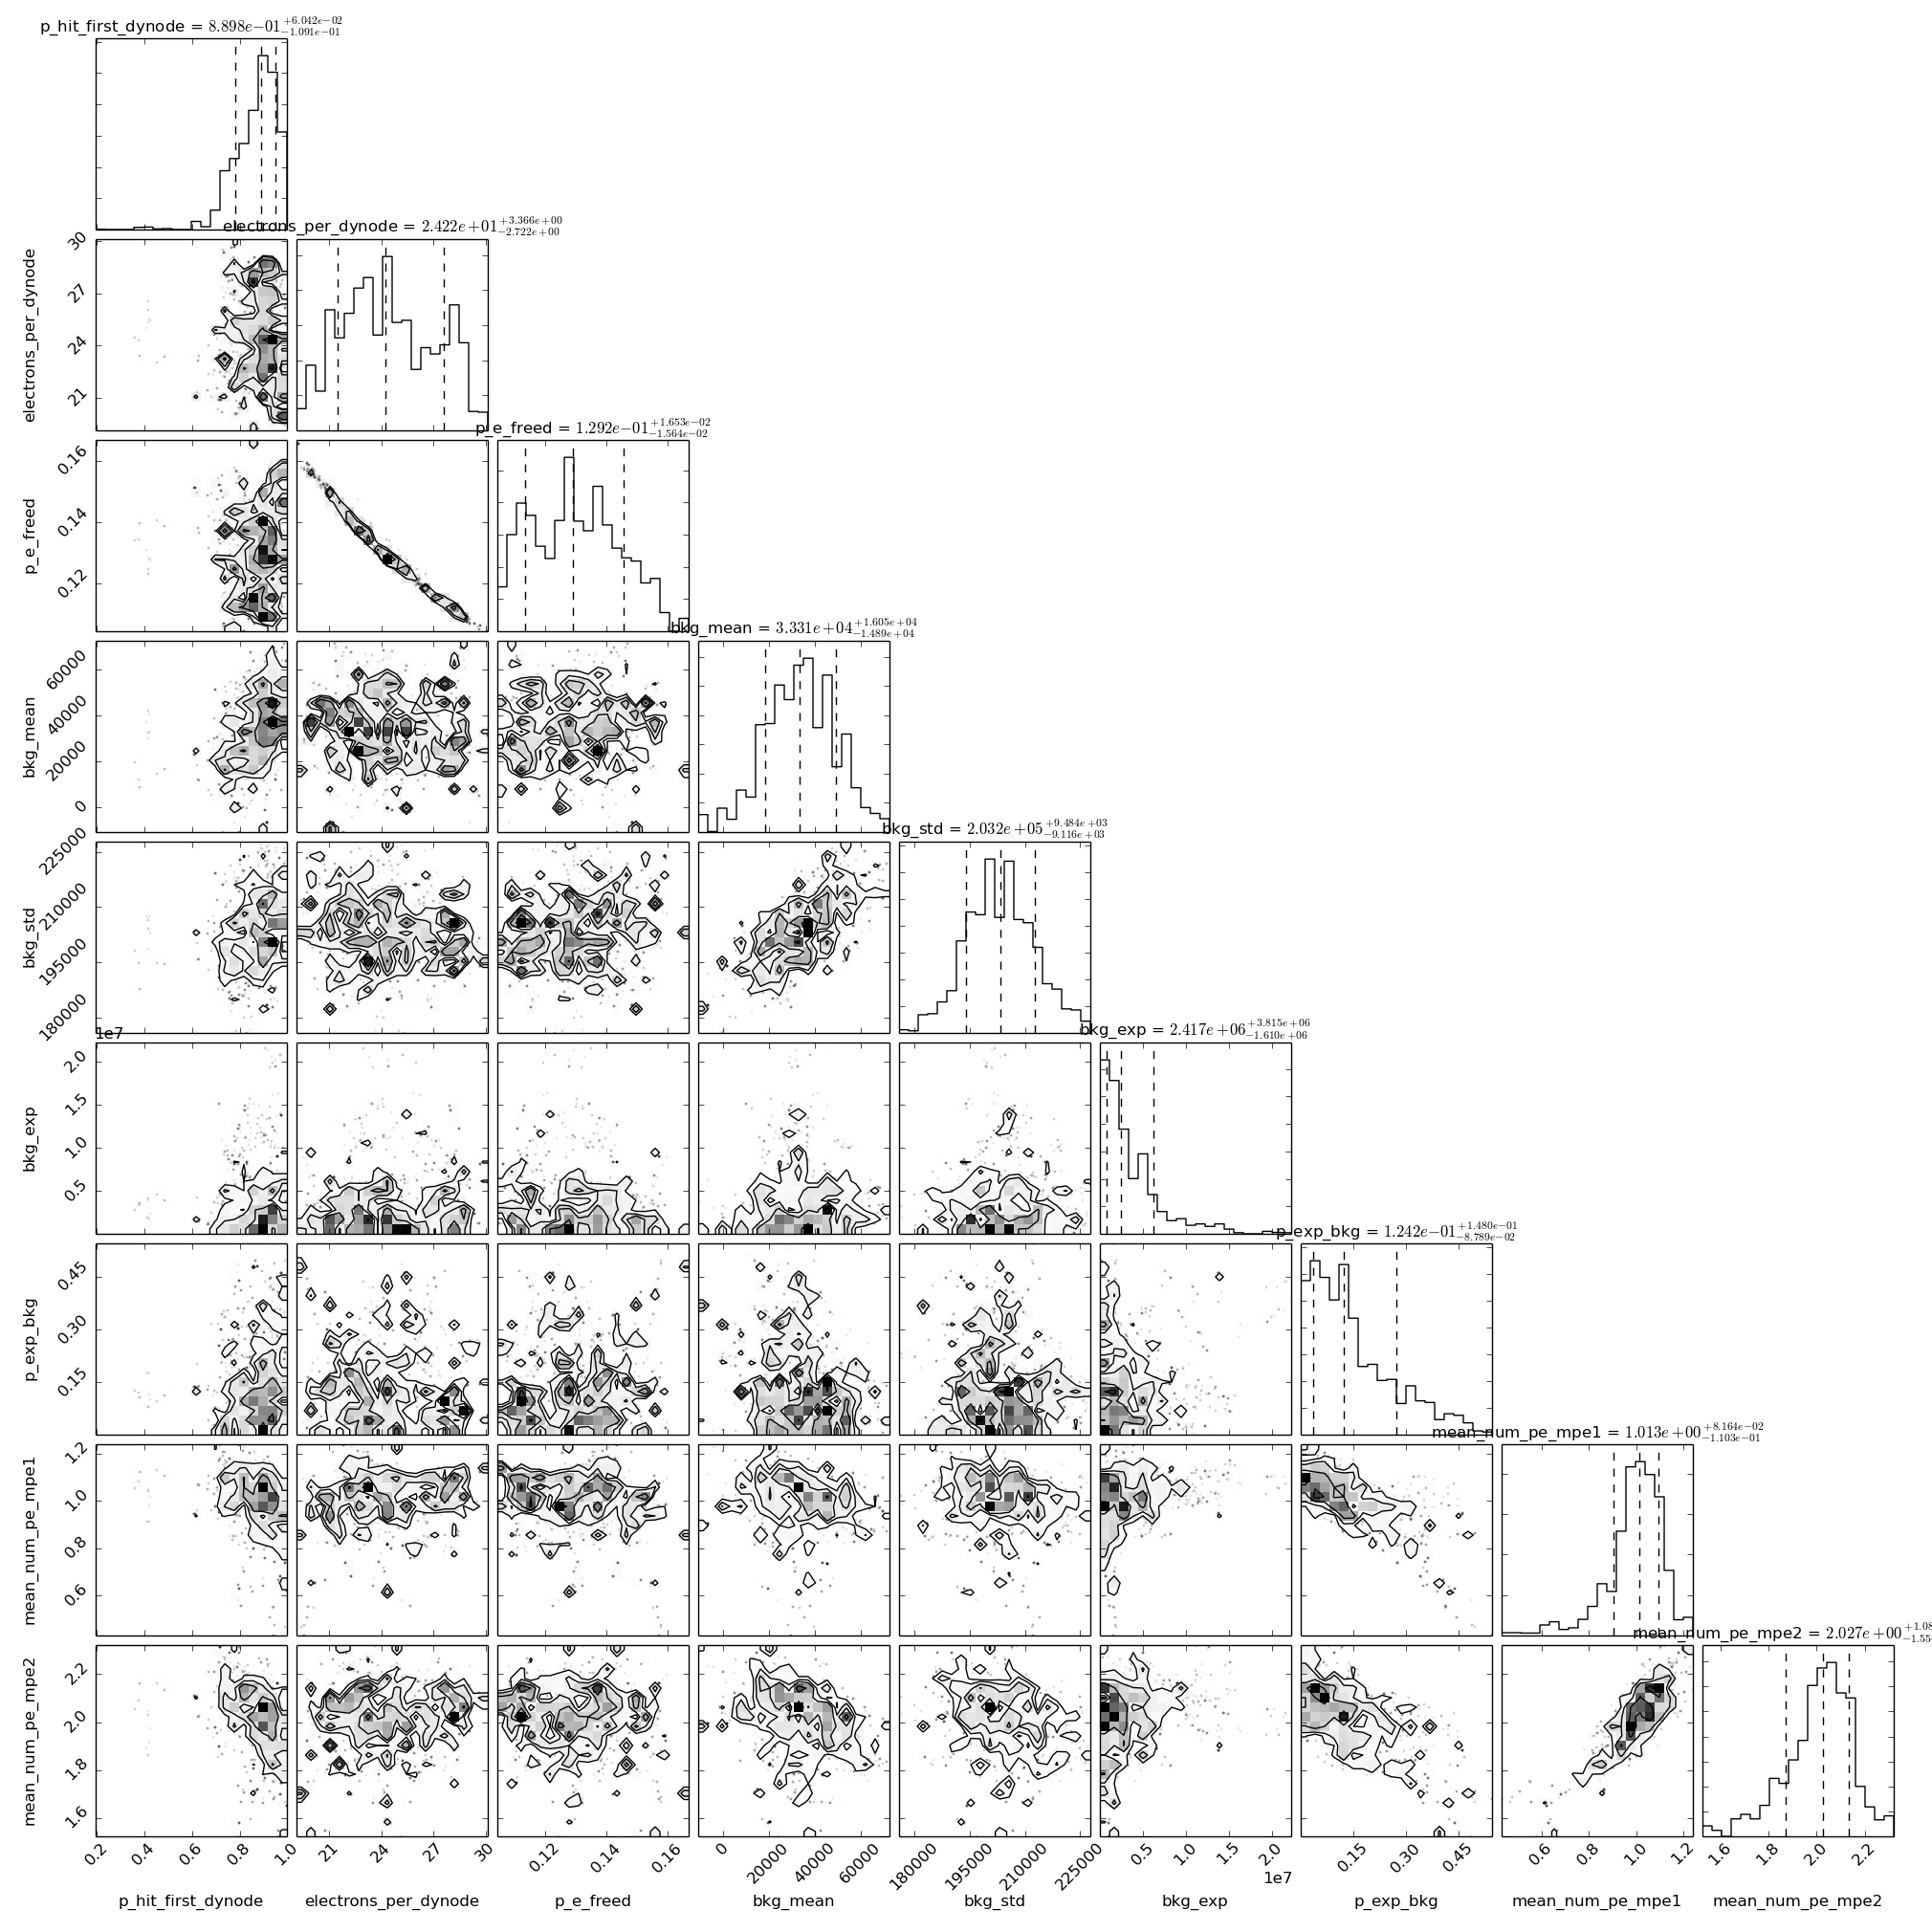 p_hit_first_dynode = 8.898e−01 +6.042e−02 −1.091e−01
electrons_per_dynode = 2.422e+01 +3.366e+00 −2.722e+00
30
27
24
21
electrons_per_dynode
p_e_freed = 1.292e−01 +1.653e−02 −1.564e−02
0.16
0.14
0.12
p_e_freed
bkg_mean = 3.331e+04 +1.605e+04 −1.489e+04
60000
40000
20000
0
bkg_mean
bkg_std = 2.032e+05 +9.484e+03 −9.116e+03
225000
210000
195000
180000
bkg_std
bkg_exp = 2.417e+06 +3.815e+06 −1.610e+06
1e7
2.0
1.5
1.0
0.5
bkg_exp
p_exp_bkg = 1.242e−01 +1.480e−01 −8.789e−02
0.45
0.30
0.15
p_exp_bkg
mean_num_pe_mpe1 = 1.013e+00 +8.164e−02 −1.103e−01
1.2
1.0
0.8
0.6
mean_num_pe_mpe1
mean_num_pe_mpe2 = 2.027e+00 +1.08 −1.55
2.2
2.0
1.8
1.6
mean_num_pe_mpe2
0.2 0.4 0.6 0.8 1.0 21 24 27 30 0.12 0.14 0.16 0 20000 40000 60000 180000 195000 210000 225000 0.5 1.0 1.5 2.0 0.15 0.30 0.45 0.6 0.8 1.0 1.2 1.6 1.8 2.0 2.2
1e7
p_hit_first_dynode electrons_per_dynode p_e_freed bkg_mean bkg_std bkg_exp p_exp_bkg mean_num_pe_mpe1 mean_num_pe_mpe2